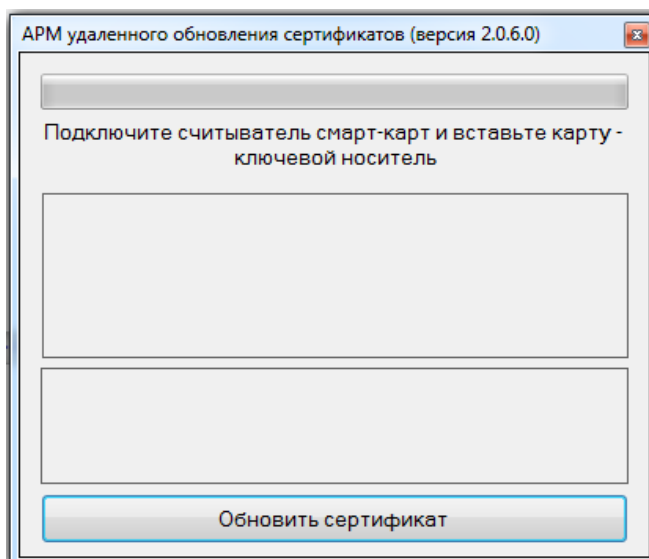 АРМ удаленного обновления сертификатов (версия 2.0.6.0)
Подключите считыватель смарт-карт и вставьте карту -
ключевой носитель
Обновить сертификат